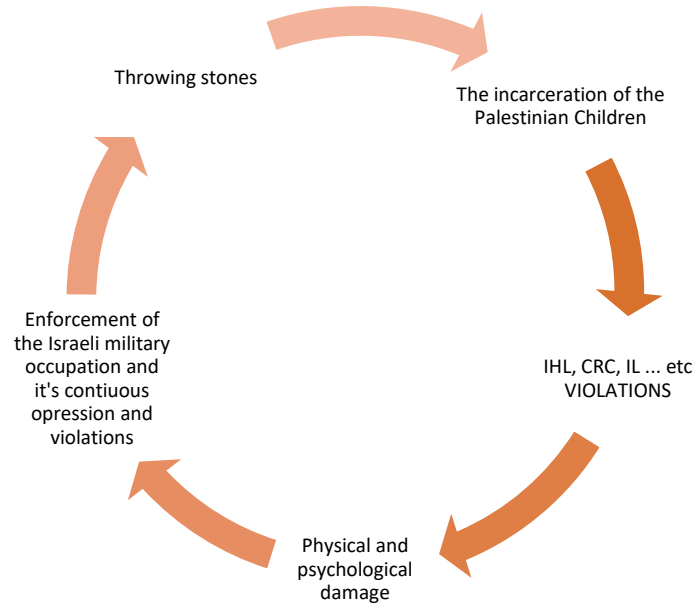 Throwing stones
The incarceration of the
Palestinian Children
IHL, CRC, IL ... etc
VIOLATIONS
Physical and
psychological
damage
Enforcement of
the Israeli military
occupation and
it's contiuous
opression and
violations